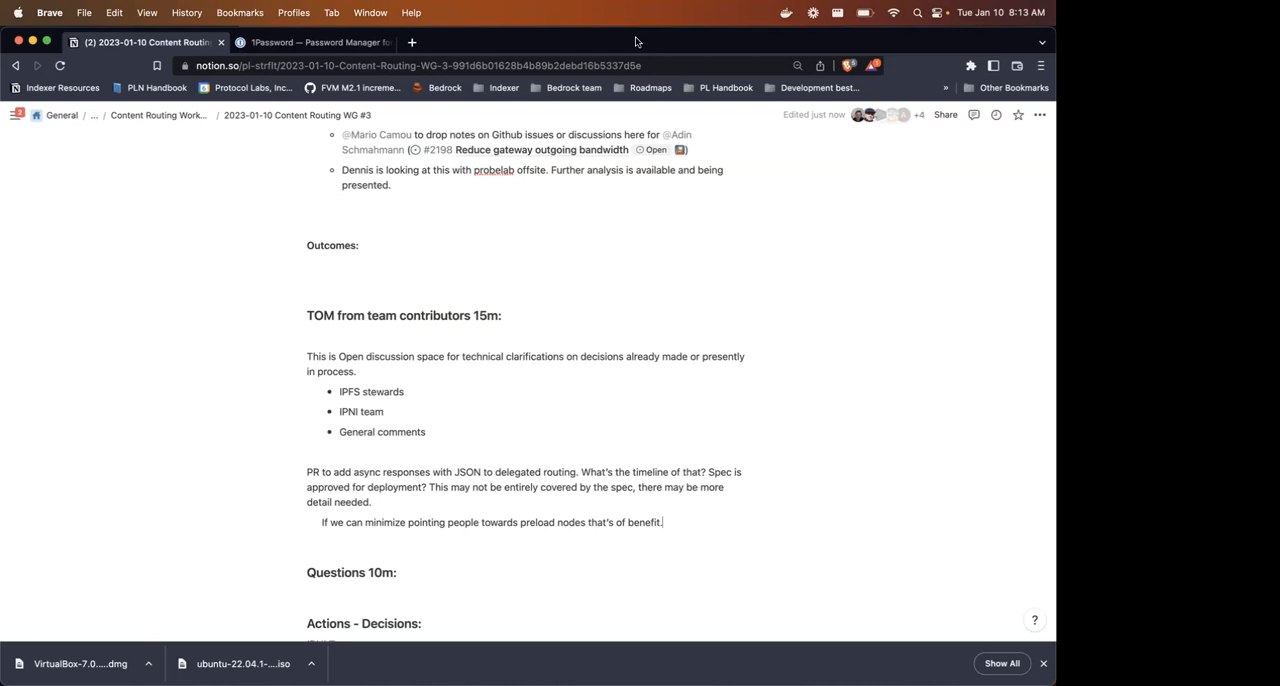 Brave File Edit View History Bookmarks Profiles Tab Window Help Tue Jan 10 8:13 AM
(2) 2023-01-10 Content Routing 1Password — Password Manager fo
notion.so/pl-strflt/2023-01-10-Content-Routing-WG-3-991d6b01628b4b89b2debd16b5337d5e
Indexer Resources PLN Handbook Protocol Labs, Inc... FVM M2.1 increme... Bedrock Indexer Bedrock team Roadmaps PL Handbook Development best... » Other Bookmarks
2 General / ... / Content Routing Work... / 2023-01-10 Content Routing WG #3 Edited just now +4 Share
@Mario Camou to drop notes on Github issues or discussions here for @Adin
Schmahmann (#2198 Reduce gateway outgoing bandwidth Open)
Dennis is looking at this with probelab offsite. Further analysis is available and being
presented.
Outcomes:
TOM from team contributors 15m:
This is Open discussion space for technical clarifications on decisions already made or presently
in process.
• IPFS stewards
• IPNI team
• General comments
PR to add async responses with JSON to delegated routing. What's the timeline of that? Spec is
approved for deployment? This may not be entirely covered by the spec, there may be more
detail needed.
If we can minimize pointing people towards preload nodes that's of benefit.
Questions 10m:
Actions - Decisions:
?
VirtualBox-7.0.....dmg ubuntu-22.04.1-....iso Show All